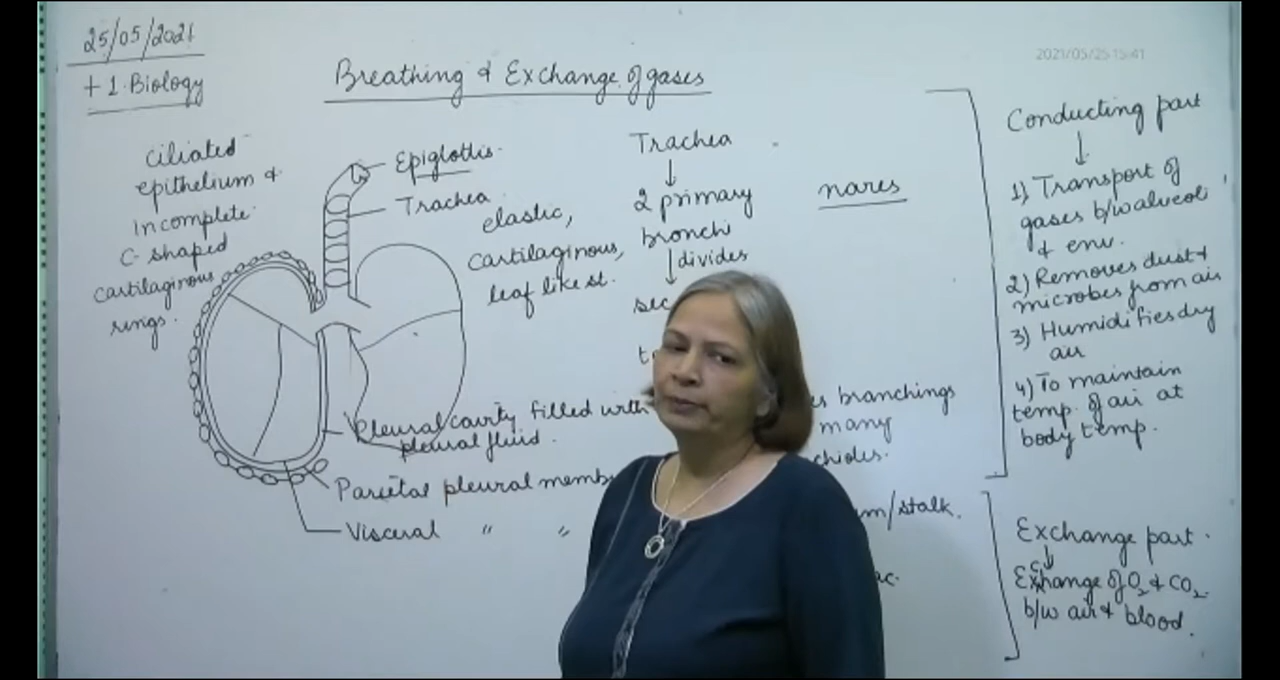 25/05/2021
+1 Biology
Breathing & Exchange of gases
2021/05/25 15:41
ciliated
epithelium &
incomplete
C-shaped
cartilaginous
rings.
Epiglottis
Trachea
elastic,
cartilaginous,
leaf like st.
Trachea
2 primary
bronchi
divides
sec
nares
Pleural cavity filled with
pleural fluid.
branchings
many
Parietal pleural memb
Visceral " "
/stalk.
Conducting part
1) Transport of
gases b/w alveoli
& env.
2) Removes dust &
microbes from air
3) Humidifies dry
air
4) To maintain
temp. of air at
body temp.
Exchange part.
Exchange of O2 & CO2
b/w air & blood.